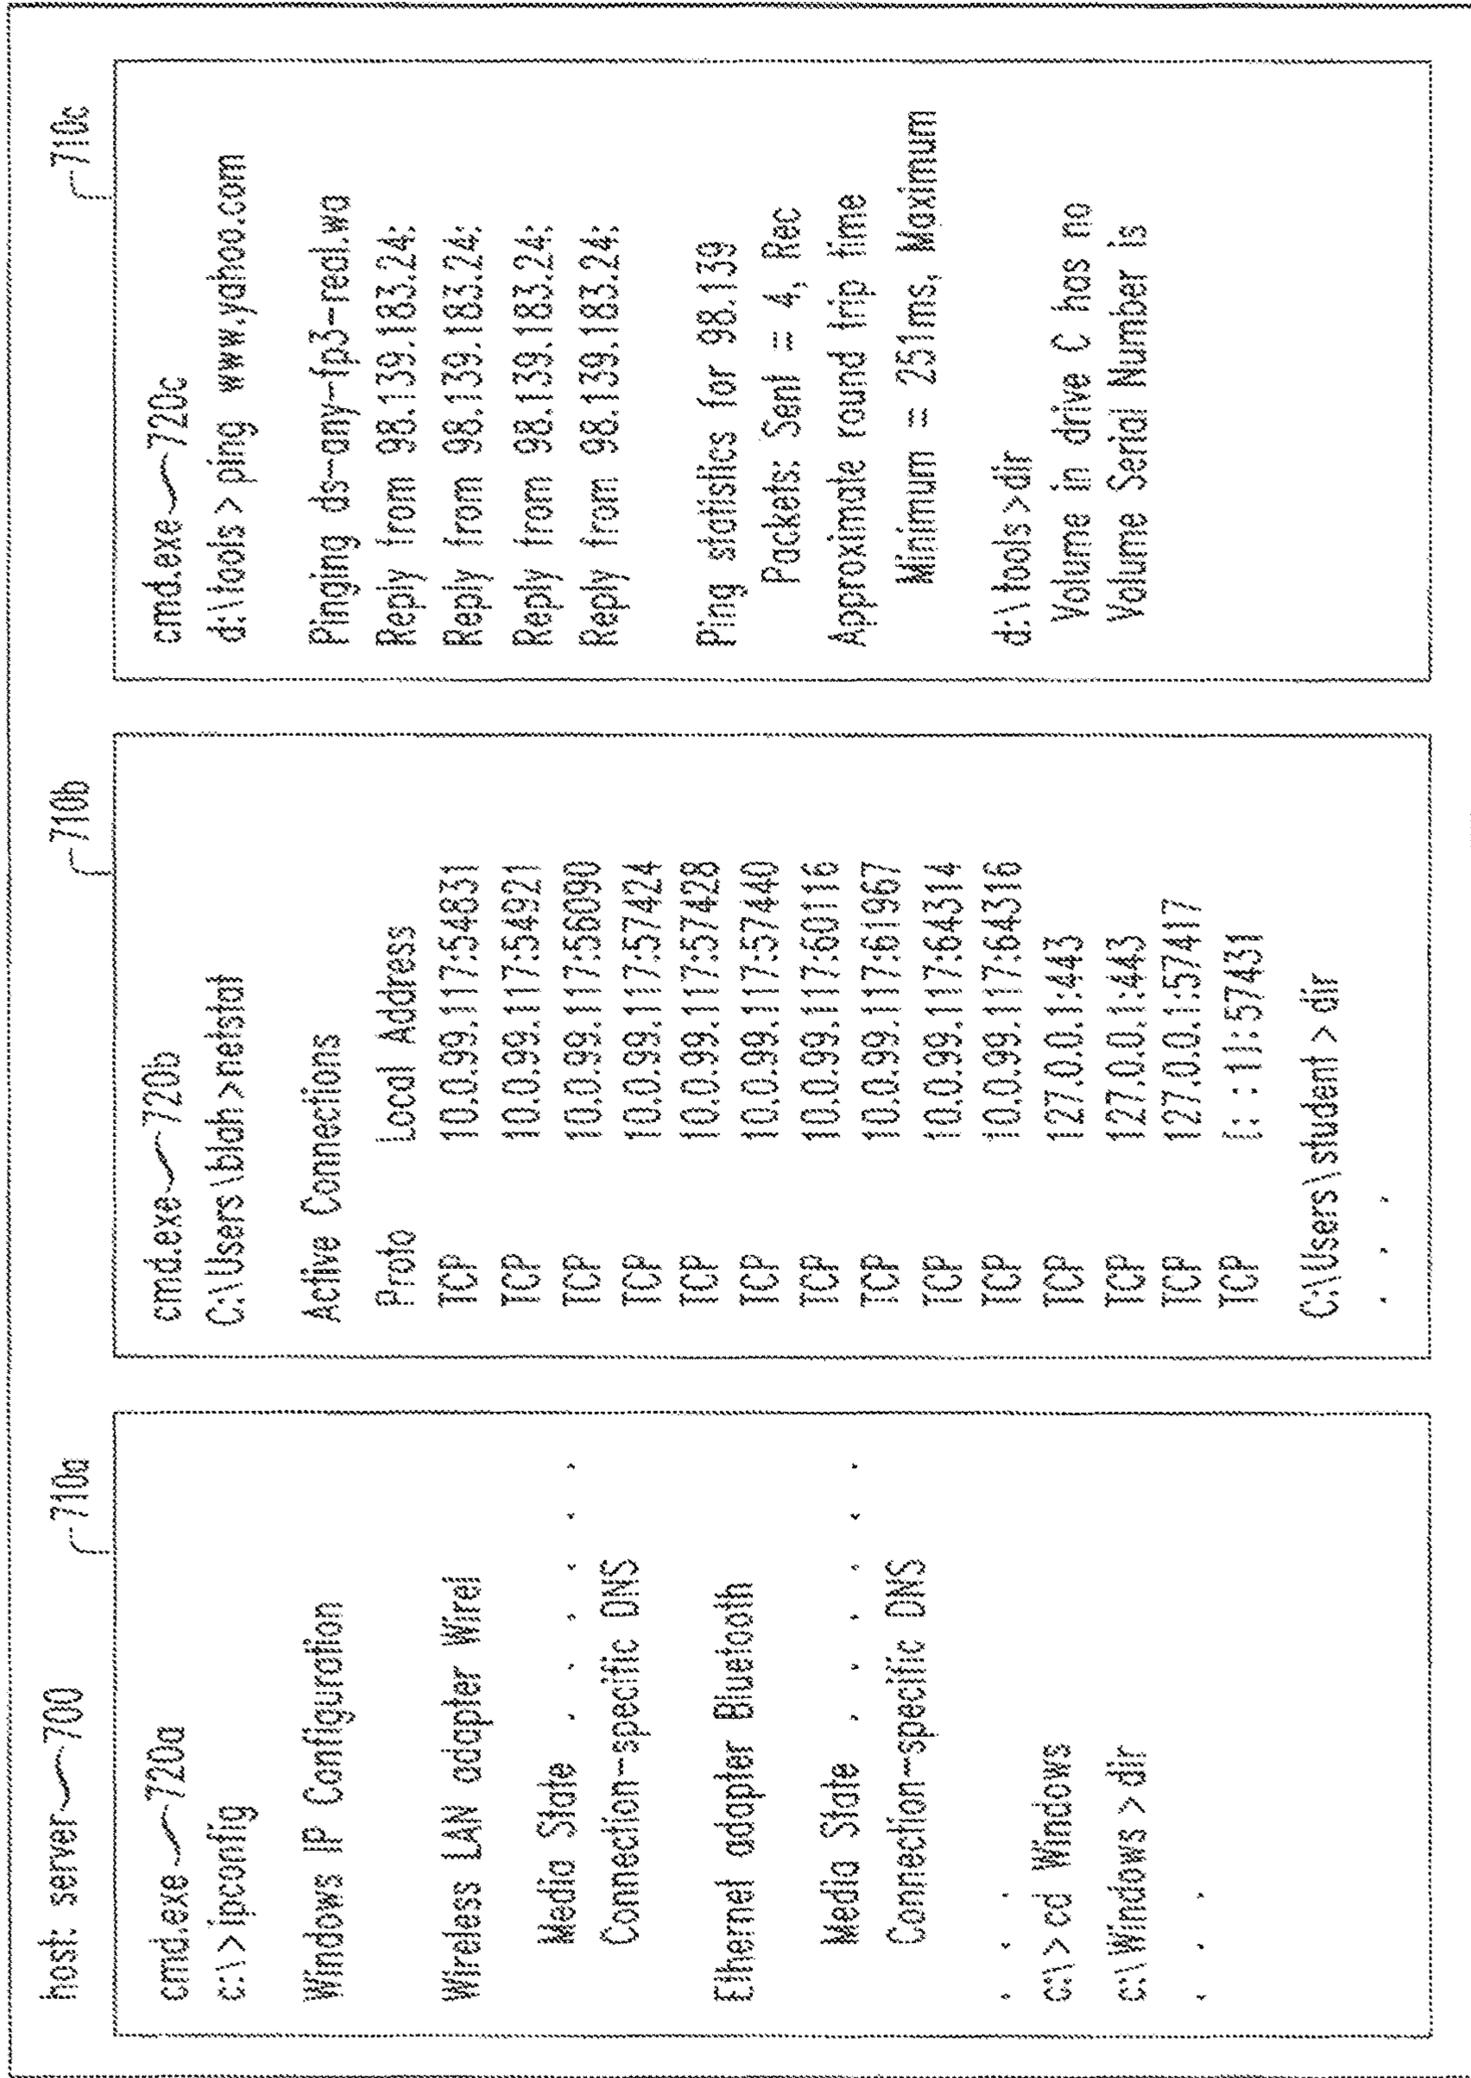 host: server 700
710a
cmd.exe 720a
c:\> ipconfig
Windows IP Configuration
Wireless LAN adapter Wirel
Media State . . . . . .
Connection-specific DNS
Ethernet adapter Bluetooth
Media State . . . . . .
Connection-specific DNS
. . .
c:\> cd Windows
c:\Windows > dir
. . .
710b
cmd.exe 720b
C:\Users\blah>netstat
Active Connections
Proto Local Address
TCP 10.0.99.117:54831
TCP 10.0.99.117:54921
TCP 10.0.99.117:56090
TCP 10.0.99.117:57424
TCP 10.0.99.117:57428
TCP 10.0.99.117:57440
TCP 10.0.99.117:60116
TCP 10.0.99.117:61967
TCP 10.0.99.117:64314
TCP 10.0.99.117:64316
TCP 127.0.0.1:443
TCP 127.0.0.1:443
TCP 127.0.0.1:57417
TCP [: :1]:57431
C:\Users\student > dir
. . .
710c
cmd.exe 720c
d:\tools > ping www.yahoo.com
Pinging ds-any-fp3-real.wa
Reply from 98.139.183.24:
Reply from 98.139.183.24:
Reply from 98.139.183.24:
Reply from 98.139.183.24:
Ping statistics for 98.139
Packets: Sent = 4, Rec
Approximate round trip time
Minimum = 251ms, Maximum
d:\tools>dir
Volume in drive C has no
Volume Serial Number is